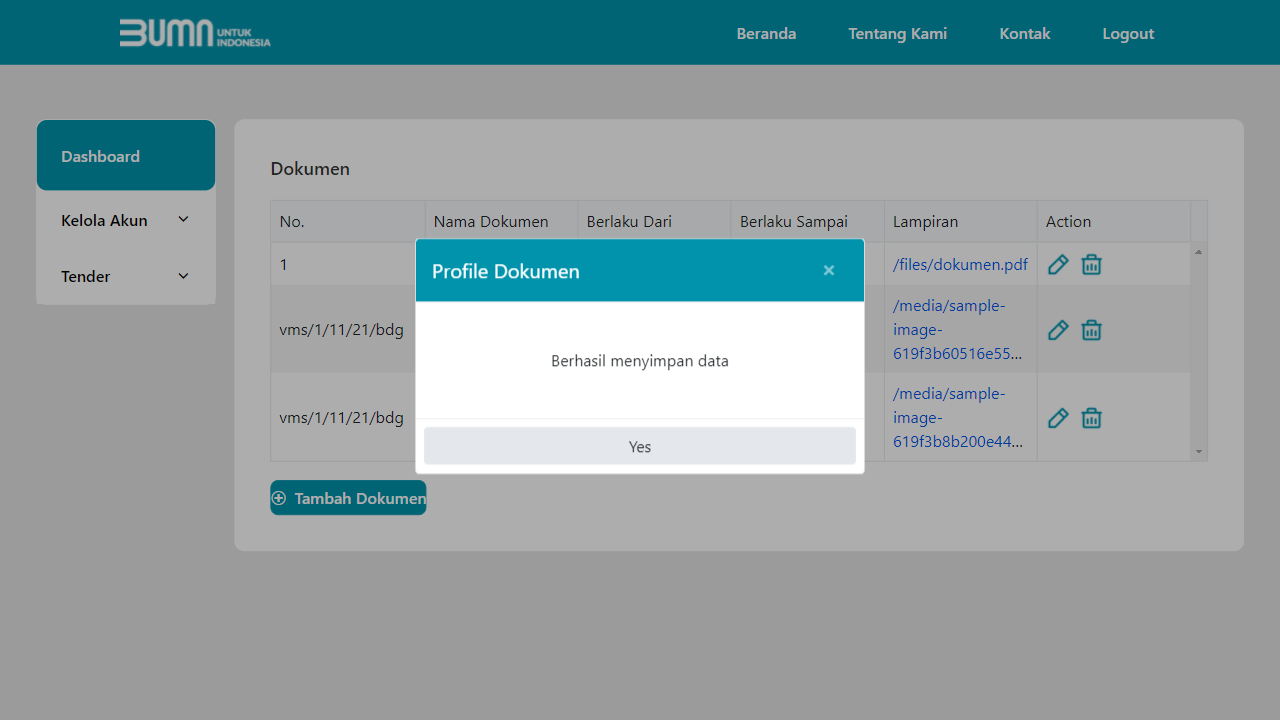 BUMN UNTUK
INDONESIA
Beranda Tentang Kami Kontak Logout
Dashboard
Kelola Akun
Tender
Dokumen
No. Nama Dokumen Berlaku Dari Berlaku Sampai Lampiran Action
1 /files/dokumen.pdf
vms/1/11/21/bdg /media/sample-
image-
619f3b60516e55...
vms/1/11/21/bdg /media/sample-
image-
619f3b8b200e44...
Tambah Dokumen
Profile Dokumen ×
Berhasil menyimpan data
Yes